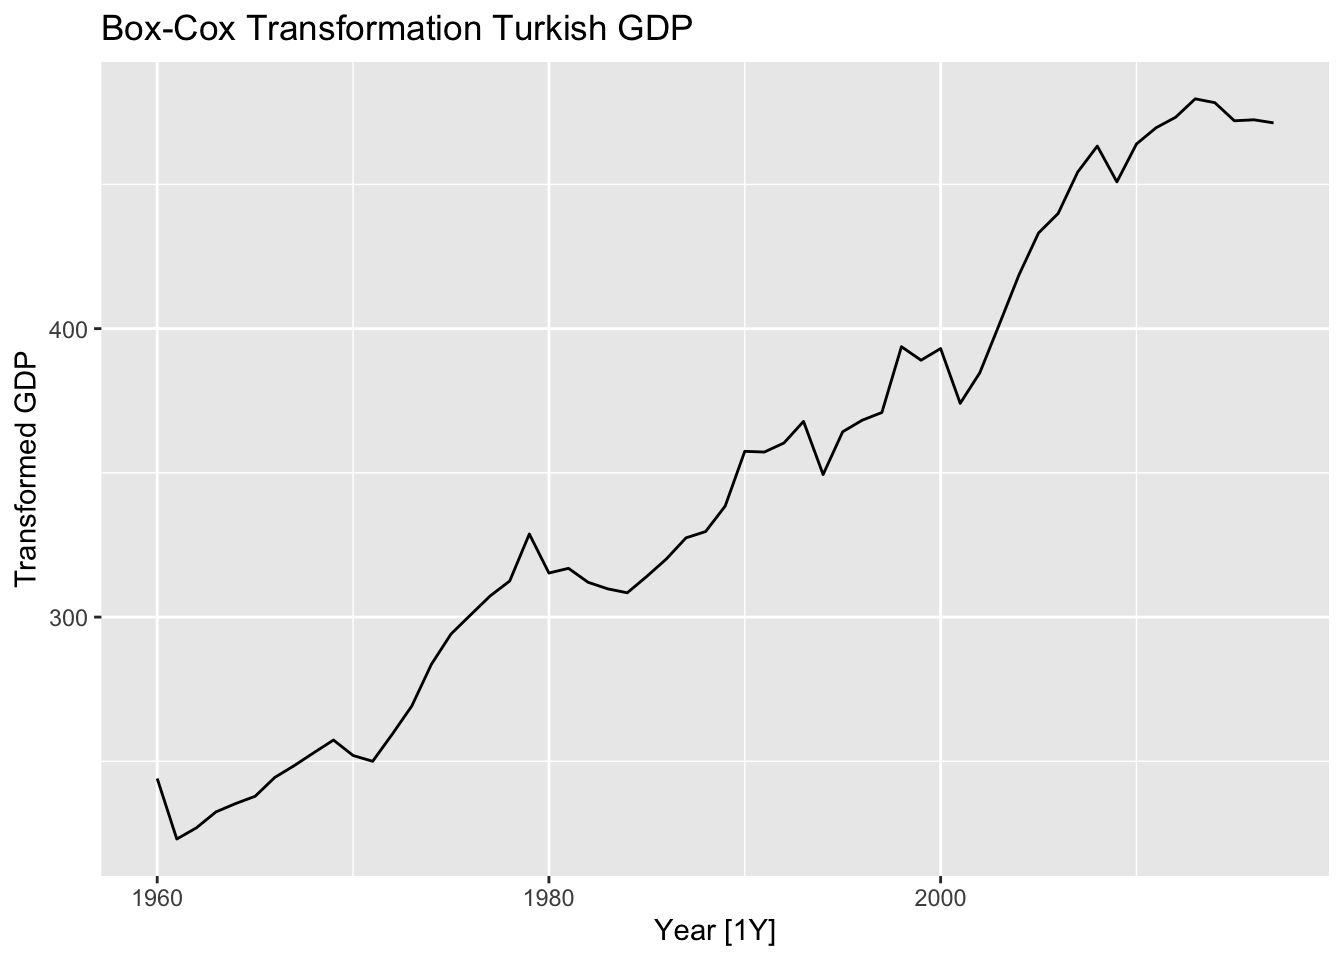 Box-Cox Transformation Turkish GDP
Transformed GDP
400
300
1960
1980
2000
Year [1Y]